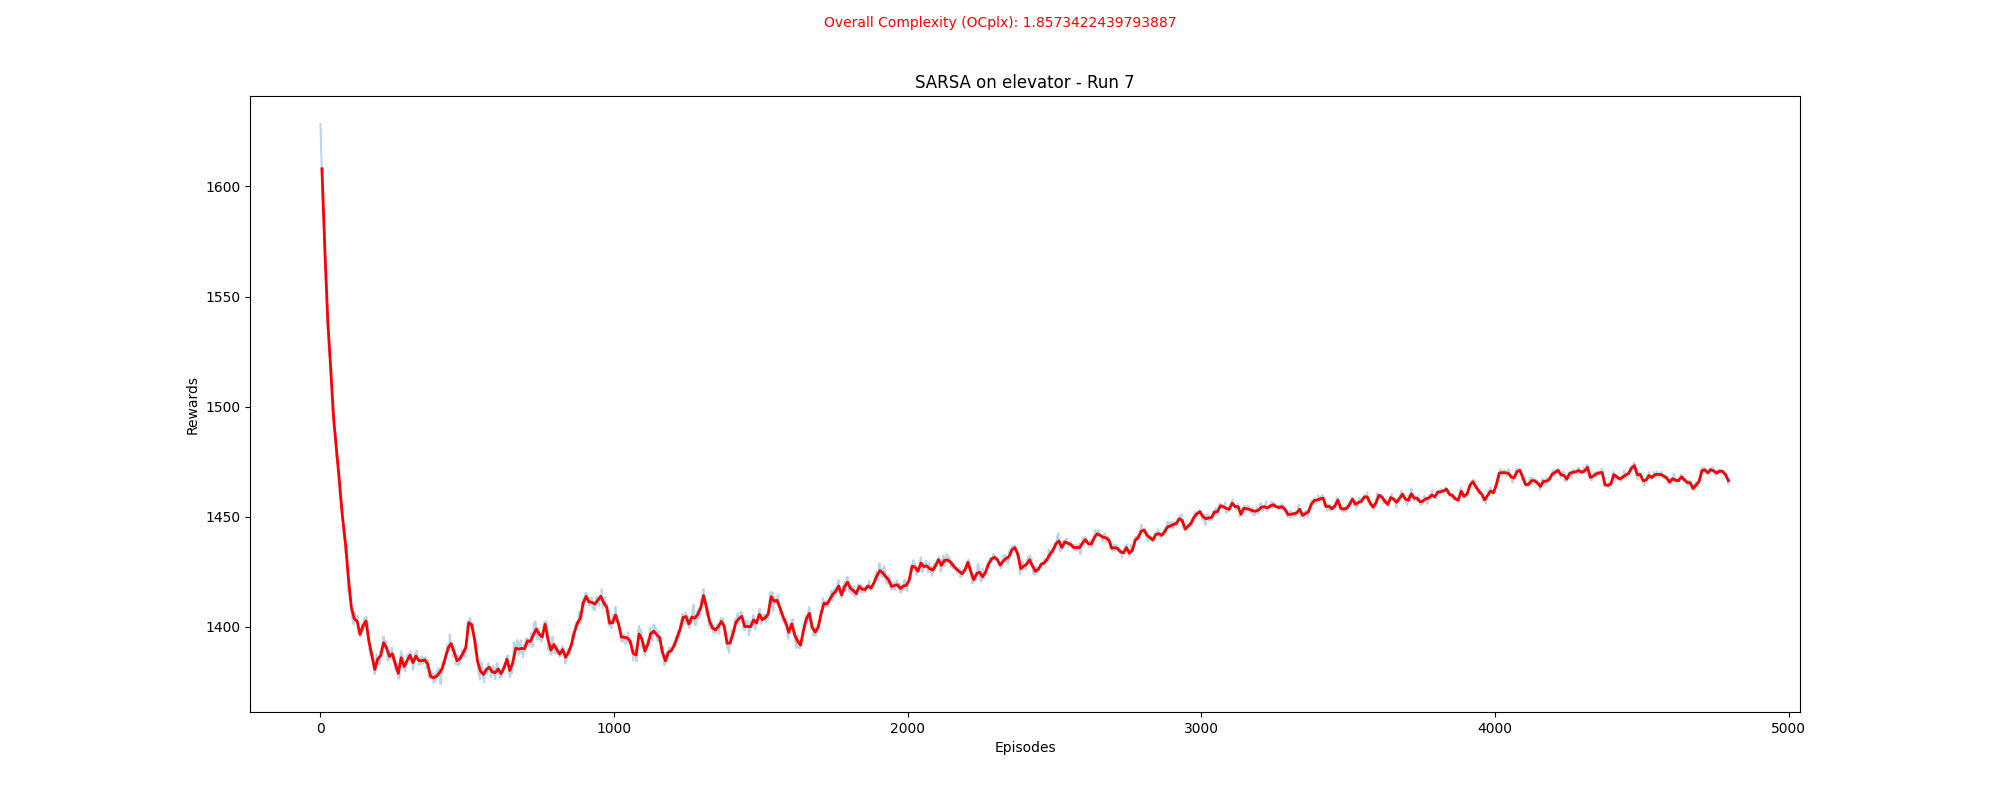 Overall Complexity (OCplx): 1.8573422439793887
SARSA on elevator - Run 7
Rewards
1600
1550
1500
1450
1400
0 1000 2000 3000 4000 5000
Episodes